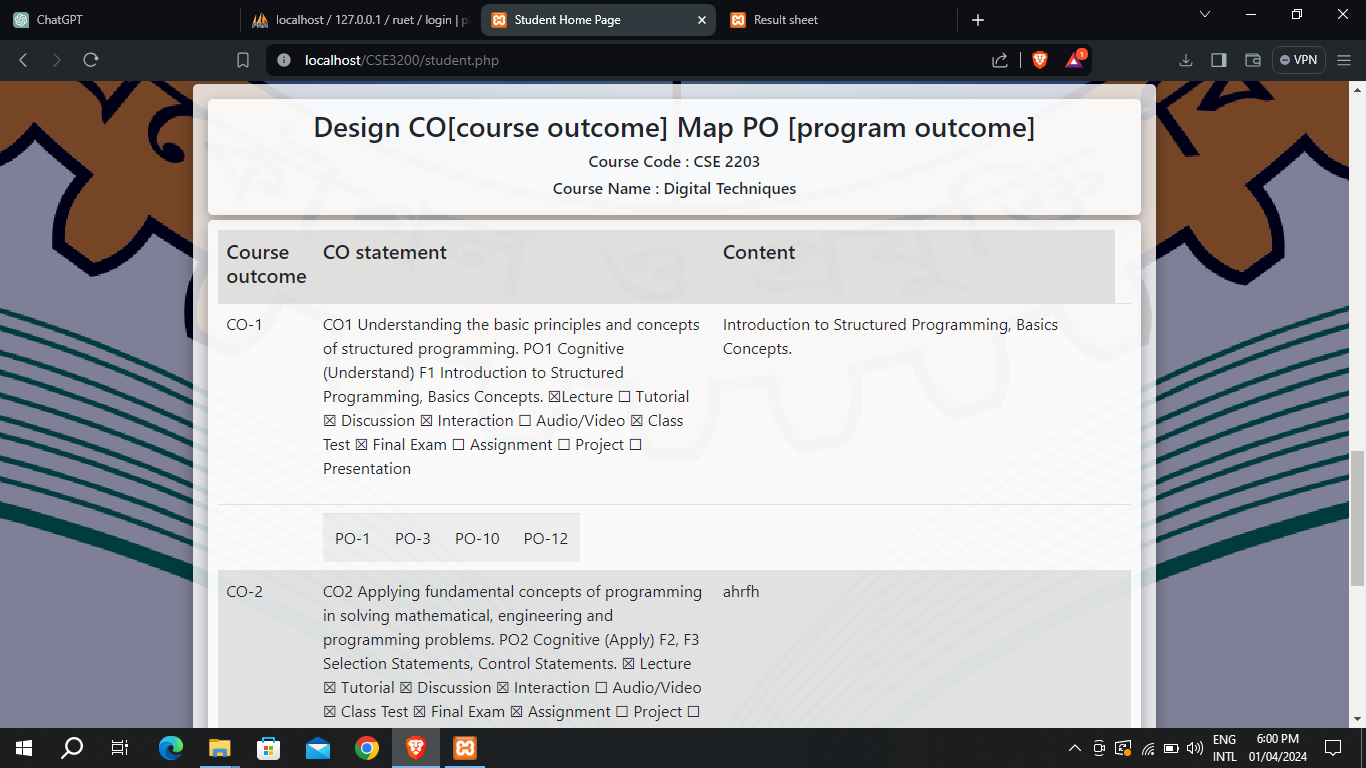 ChatGPT
localhost / 127.0.0.1 / ruet / login | p
Student Home Page
Result sheet
localhost/CSE3200/student.php
1
VPN
Design CO[course outcome] Map PO [program outcome]
Course Code : CSE 2203
Course Name : Digital Techniques
Course outcome
CO statement
Content
CO-1
CO1 Understanding the basic principles and concepts
of structured programming. PO1 Cognitive
(Understand) F1 Introduction to Structured
Programming, Basics Concepts. ☒Lecture ☐ Tutorial
☒ Discussion ☒ Interaction ☐ Audio/Video ☒ Class
Test ☒ Final Exam ☐ Assignment ☐ Project ☐
Presentation
Introduction to Structured Programming, Basics
Concepts.
PO-1 PO-3 PO-10 PO-12
CO-2
CO2 Applying fundamental concepts of programming
in solving mathematical, engineering and
programming problems. PO2 Cognitive (Apply) F2, F3
Selection Statements, Control Statements. ☒ Lecture
☒ Tutorial ☒ Discussion ☒ Interaction ☐ Audio/Video
☒ Class Test ☒ Final Exam ☒ Assignment ☐ Project ☐
ahrfh
ENG
INTL
6:00 PM
01/04/2024